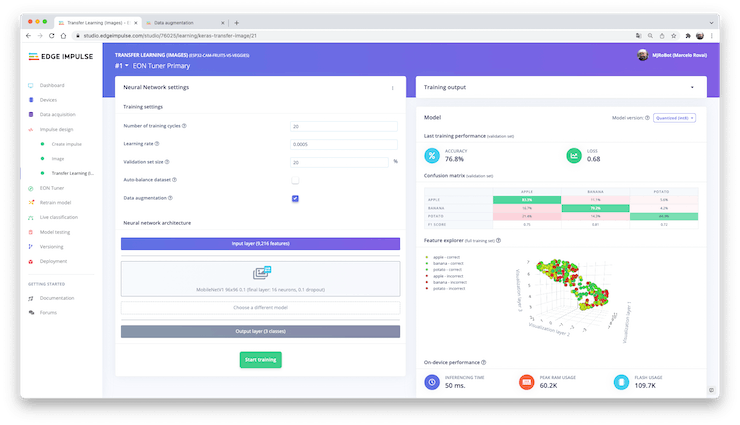 Transfer Learning (Images) - E
Data augmentation
studio.edgeimpulse.com/studio/76025/learning/keras-transfer-image/21
EDGE IMPULSE
Dashboard
Devices
Data acquisition
Impulse design
Create impulse
Image
Transfer Learning (I...
EON Tuner
Retrain model
Live classification
Model testing
Versioning
Deployment
GETTING STARTED
Documentation
Forums
TRANSFER LEARNING (IMAGES) (ESP32-CAM-FRUITS-VS-VEGGIES)
#1 EON Tuner Primary
MJRoBot (Marcelo Rovai)
Neural Network settings
Training settings
Number of training cycles 20
Learning rate 0.0005
Validation set size 20 %
Auto-balance dataset
Data augmentation
Neural network architecture
Input layer (9,216 features)
MobileNetV1 96x96 0.1 (final layer: 16 neurons, 0.1 dropout)
Choose a different model
Output layer (3 classes)
Start training
Training output
Model
Model version: Quantized (int8)
Last training performance (validation set)
ACCURACY
76.8%
LOSS
0.68
Confusion matrix (validation set)
APPLE BANANA POTATO
APPLE 83.3% 11.1% 5.6%
BANANA 16.7% 79.2% 4.2%
POTATO 21.4% 14.3%
F1 SCORE 0.75 0.81 0.72
Feature explorer (full training set)
apple - correct
banana - correct
potato - correct
apple - incorrect
banana - incorrect
potato - incorrect
Visualization layer 2
Visualization layer 1
On-device performance
INFERENCING TIME
50 ms.
PEAK RAM USAGE
60.2K
FLASH USAGE
109.7K